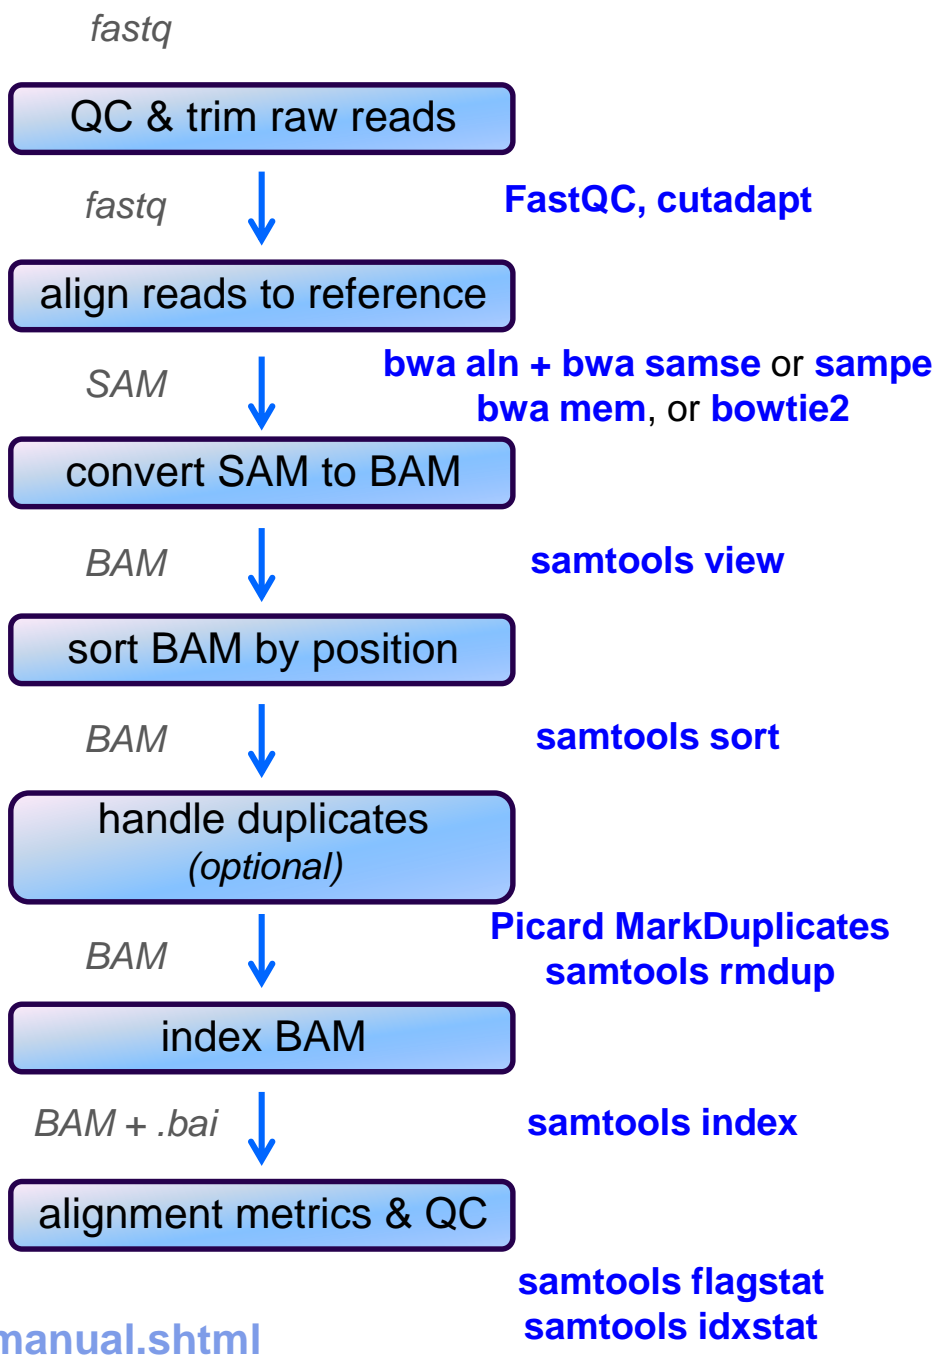 fastq
QC & trim raw reads
fastq
FastQC, cutadapt
align reads to reference
SAM
bwa aln + bwa samse or sampe
bwa mem, or bowtie2
convert SAM to BAM
BAM
samtools view
sort BAM by position
BAM
samtools sort
handle duplicates
(optional)
BAM
Picard MarkDuplicates
samtools rmdup
index BAM
BAM + .bai
samtools index
alignment metrics & QC
samtools flagstat
samtools idxstat
manual.shtml